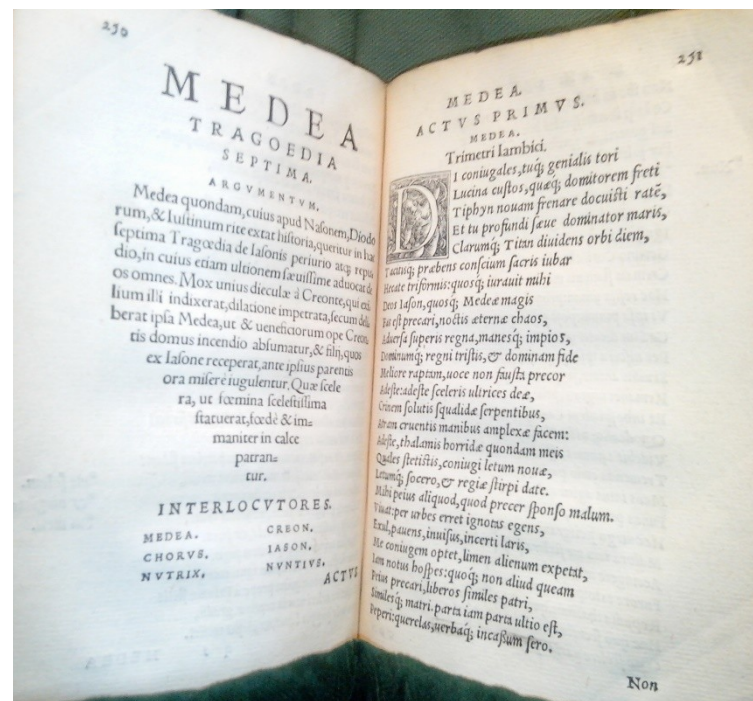 250
MEDEA
TRAGOEDIA
SEPTIMA.
ARGVMENTVM.
Medea quondam, cuius apud Nasonem, Diodo
rum, & Iustinum rite extat historia, queritur in hac
septima Tragœdia de Iasonis periurio atq; repu
dio, in cuius etiam ultionem sæuissime aduocat de
os omnes. Mox unius dieculæ à Creonte, qui exi
lium illi indixerat, dilatione impetrata, secum deli
berat ipsa Medea, ut & ueneficiorum ope Creon
tis domus incendio absumatur, & filij, quos
ex Iasone receperat, ante ipsius parentis
ora miserè iugulentur. Quæ scele
ra, ut fœmina scelestissima
statuerat, fœdè & im=
maniter in calce
patran=
tur.
INTERLOCVTORES.
MEDEA. CREON.
CHORVS. IASON.
NVTRIX. NVNTIVS.
ACTVS
251
MEDEA.
ACTVS PRIMVS.
MEDEA.
Trimetri Iambici.
DI coniugales, tuq; genialis tori
Lucina custos, quæq; domitorem freti
Tiphyn nouam frenare docuisti ratẽ,
Et tu profundi sæue dominator maris,
Clarumq; Titan diuidens orbi diem,
Tacitusq; præbens conscium sacris iubar
Hecate triformis: quosq; iurauit mihi
Deos Iason, quosq; Medeæ magis
Fas est precari, noctis æternæ chaos,
Aduersa superis regna, manesq; impios,
Dominumq; regni tristis, & dominam fide
Meliore raptam, uoce non fausta precor
Adeste: adeste sceleris ultrices deæ,
Crinem solutis squalidæ serpentibus,
Atram cruentis manibus amplexæ facem:
Adeste, thalamis horridæ quondam meis
Quales stetistis, coniugi letum nouæ,
Letumq; socero, & regiæ stirpi date.
Mihi peius aliquod, quod precer sponso malum.
Viuat: per urbes erret ignotas egens,
Exul, pauens, inuisus, incerti laris,
Me coniugem optet, limen alienum expetat,
Iam notus hospes: quoq; non aliud queam
Peius precari, liberos similes patri,
Similesq; matri. parta iam parta ultio est,
Peperi: querelas, uerbaq; incaßum sero.
Non